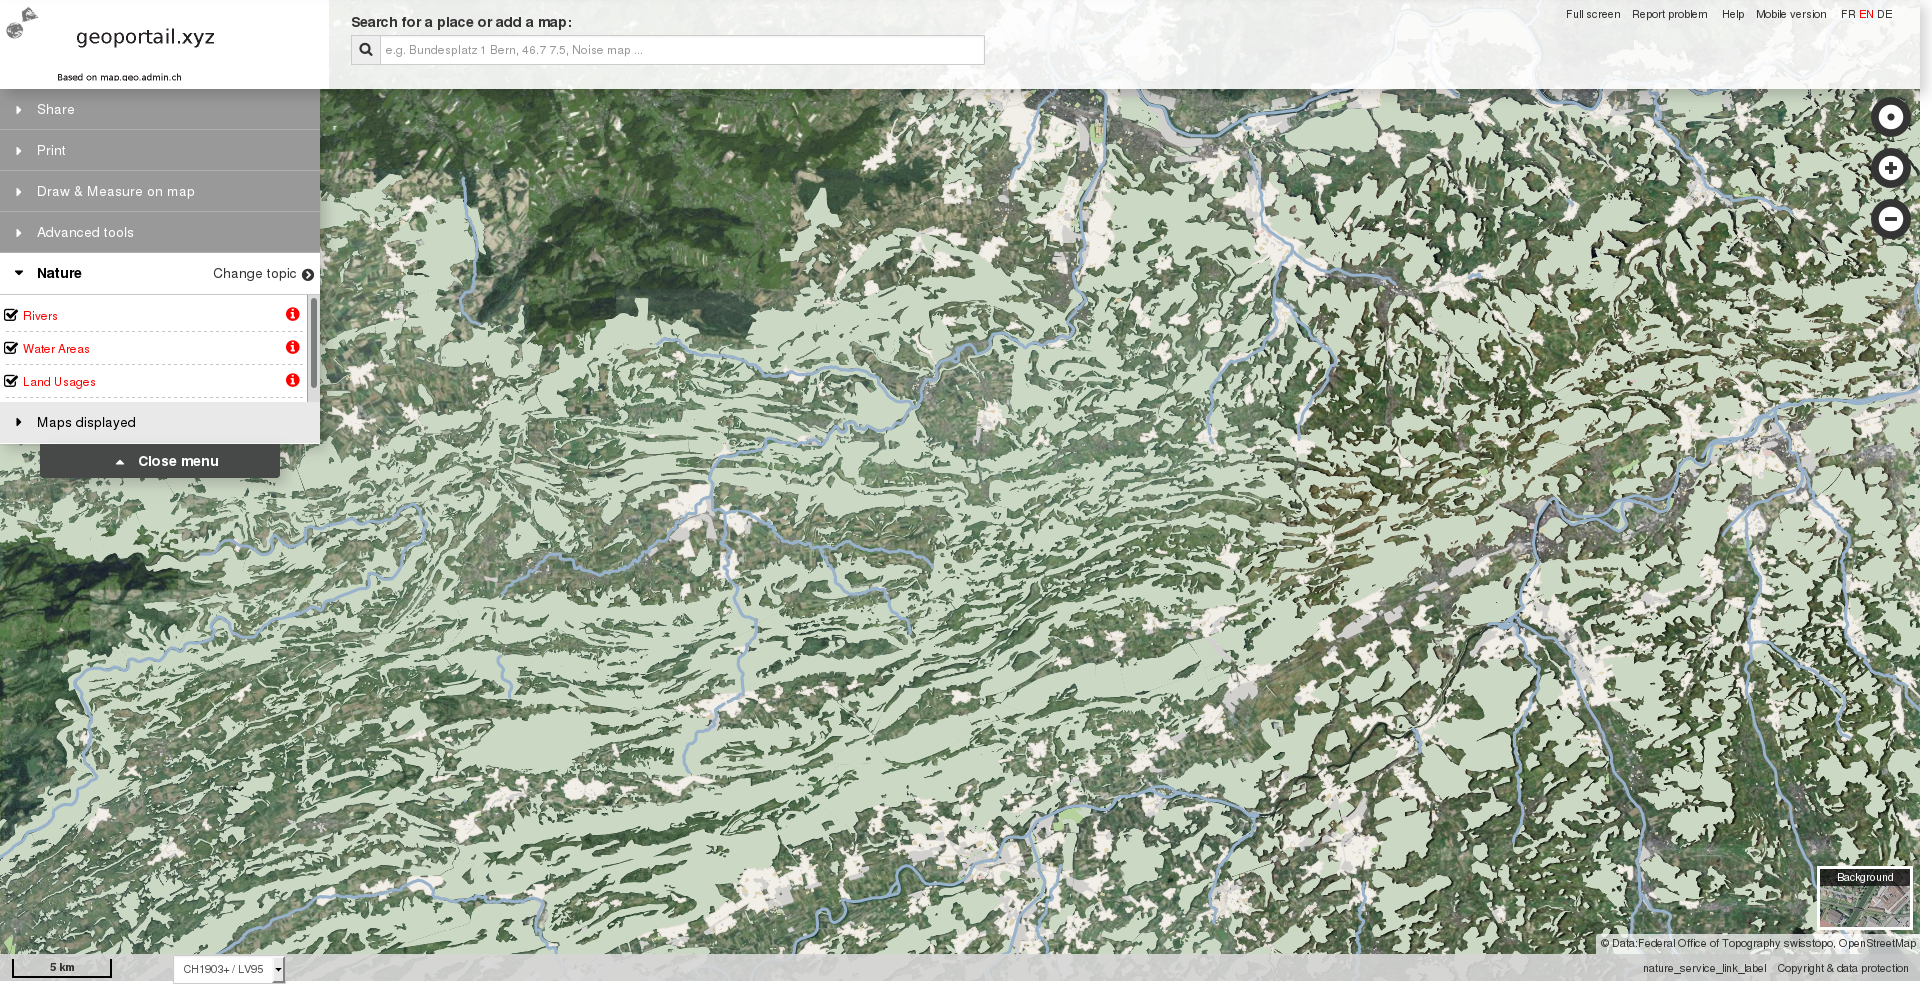 geoportail.xyz
Based on map.geo.admin.ch
Search for a place or add a map:
e.g. Bundesplatz 1 Bern, 46.7 7.5, Noise map ...
Full screen Report problem Help Mobile version FR EN DE
Share
Print
Draw & Measure on map
Advanced tools
Nature Change topic
Rivers
Water Areas
Land Usages
Maps displayed
Close menu
Background
© Data:Federal Office of Topography swisstopo, OpenStreetMap
5 km
CH1903+ / LV95
nature_service_link_label Copyright & data protection